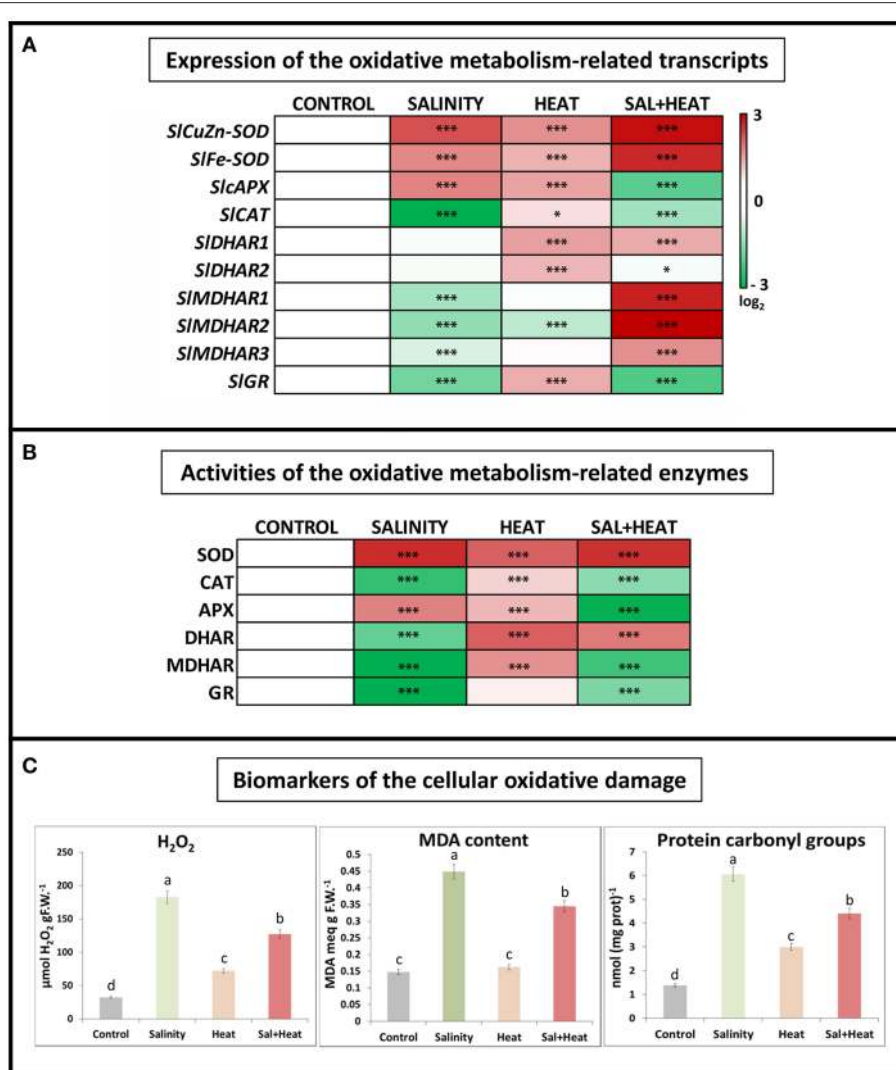 A
Expression of the oxidative metabolism-related transcripts
CONTROL SALINITY HEAT SAL+HEAT
SlCuZn-SOD *** *** ***
SlFe-SOD *** *** ***
SlcAPX *** *** ***
SlCAT *** * ***
SlDHAR1 *** ***
SlDHAR2 *** *
SlMDHAR1 *** ***
SlMDHAR2 *** *** ***
SlMDHAR3 *** ***
SlGR *** *** ***
3
0
-3
log2
B
Activities of the oxidative metabolism-related enzymes
CONTROL SALINITY HEAT SAL+HEAT
SOD *** *** ***
CAT *** *** ***
APX *** *** ***
DHAR *** *** ***
MDHAR *** *** ***
GR *** ***
C
Biomarkers of the cellular oxidative damage
H₂O₂
µmol H₂O₂ gF.W.⁻¹
250
200
150
100
50
0
d a c b
Control Salinity Heat Sal+Heat
MDA content
MDA meq g F.W.⁻¹
0.5
0.45
0.4
0.35
0.3
0.25
0.2
0.15
0.1
0.05
0
c a c b
Control Salinity Heat Sal+Heat
Protein carbonyl groups
nmol (mg prot)⁻¹
7
6
5
4
3
2
1
0
d a c b
Control Salinity Heat Sal+Heat